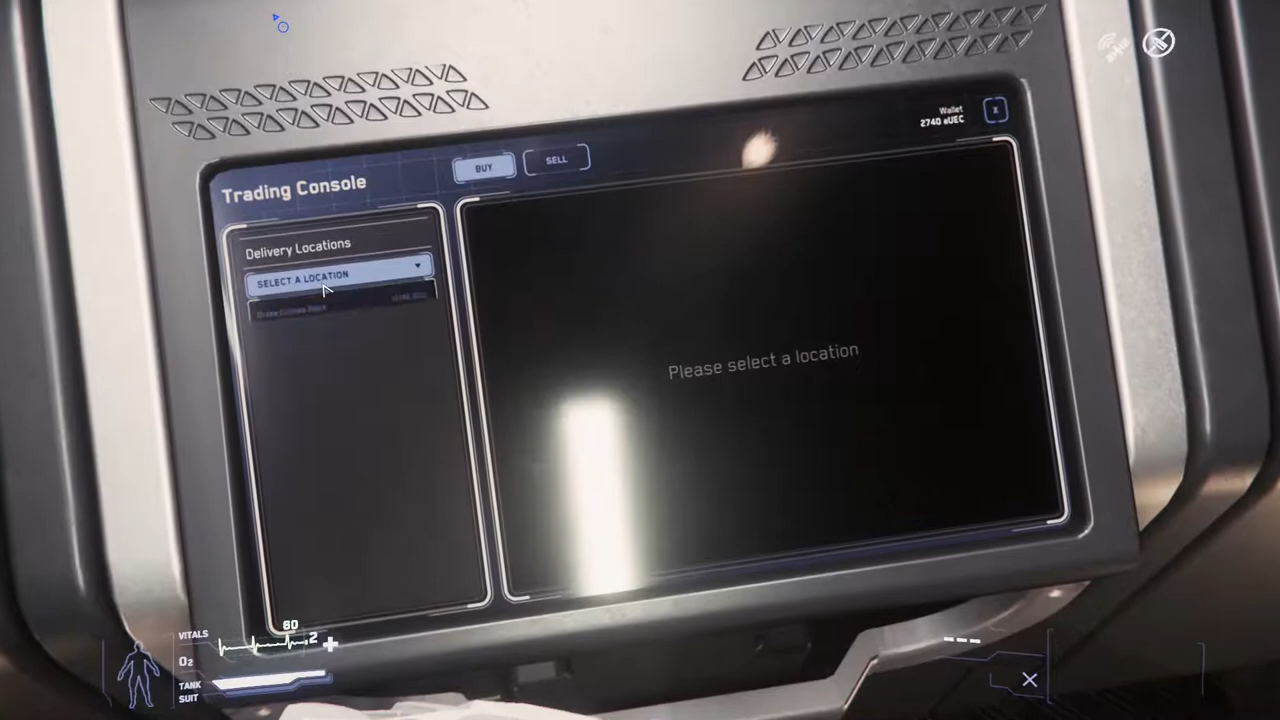 Wallet
2740 aUEC
X
BUY
SELL
Trading Console
Delivery Locations
SELECT A LOCATION
Please select a location
60
VITALS
.2
O2
TANK
SUIT